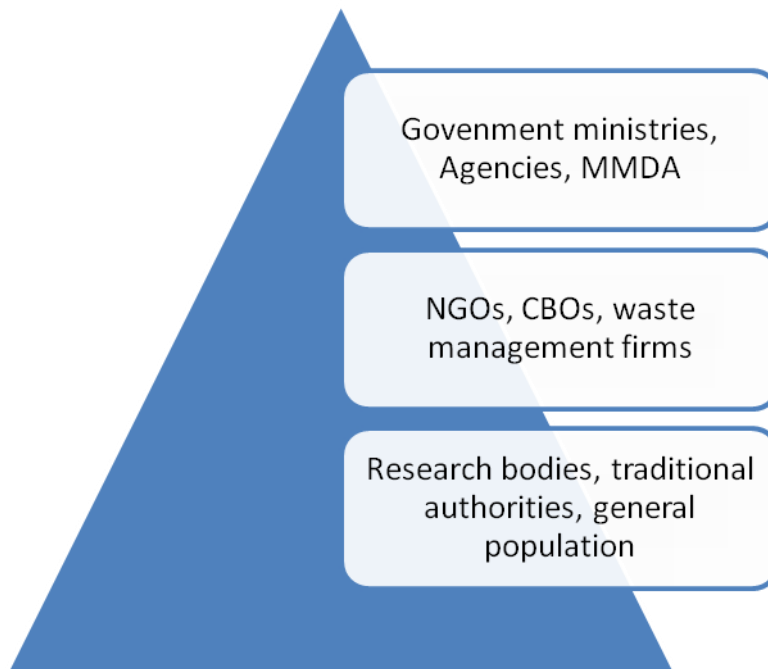 Govenment ministries,
Agencies, MMDA
NGOs, CBOs, waste
management firms
Research bodies, traditional
authorities, general
population